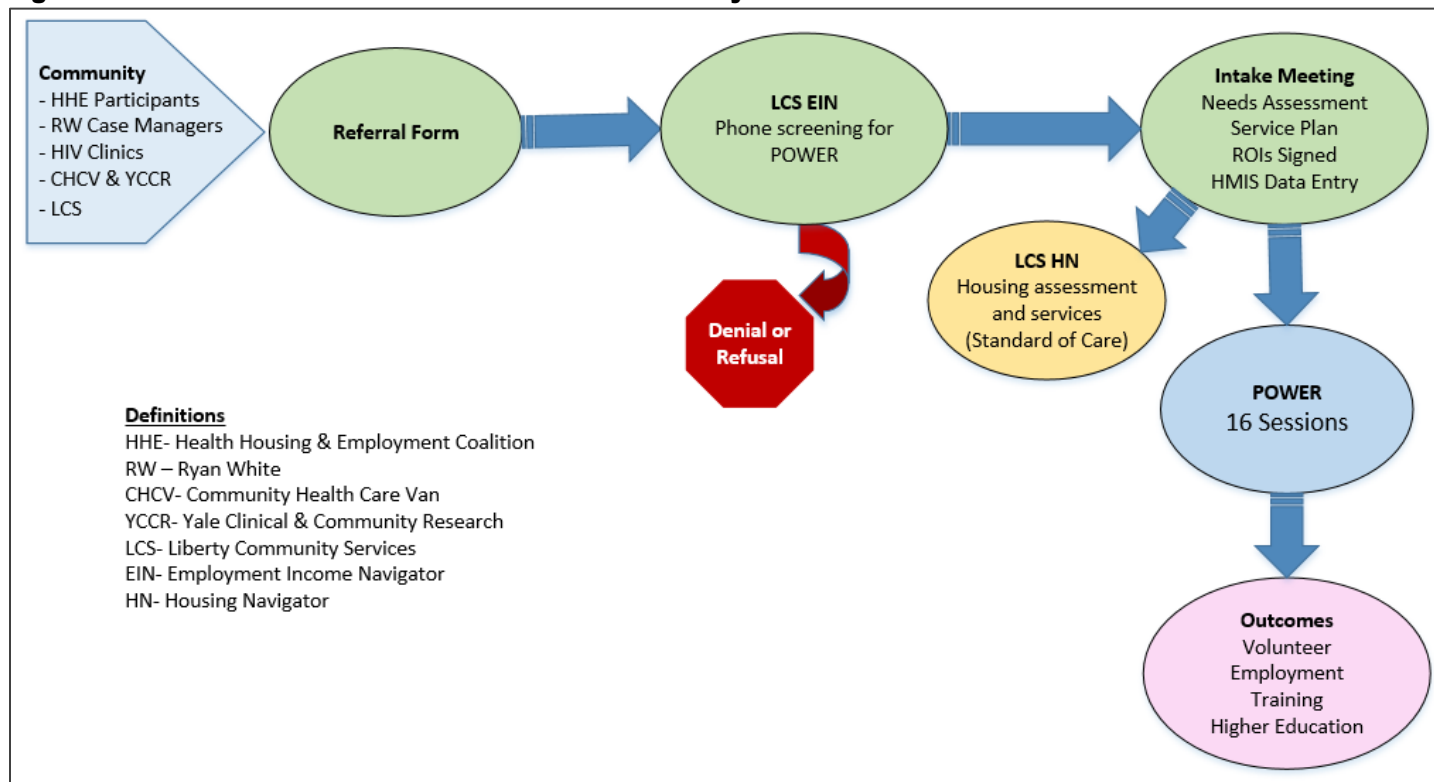 Community
- HHE Participants
- RW Case Managers
- HIV Clinics
- CHCV & YCCR
- LCS
Referral Form
LCS EIN
Phone screening for
POWER
Intake Meeting
Needs Assessment
Service Plan
ROIs Signed
HMIS Data Entry
Denial or
Refusal
LCS HN
Housing assessment
and services
(Standard of Care)
POWER
16 Sessions
Outcomes
Volunteer
Employment
Training
Higher Education
Definitions
HHE- Health Housing & Employment Coalition
RW – Ryan White
CHCV- Community Health Care Van
YCCR- Yale Clinical & Community Research
LCS- Liberty Community Services
EIN- Employment Income Navigator
HN- Housing Navigator